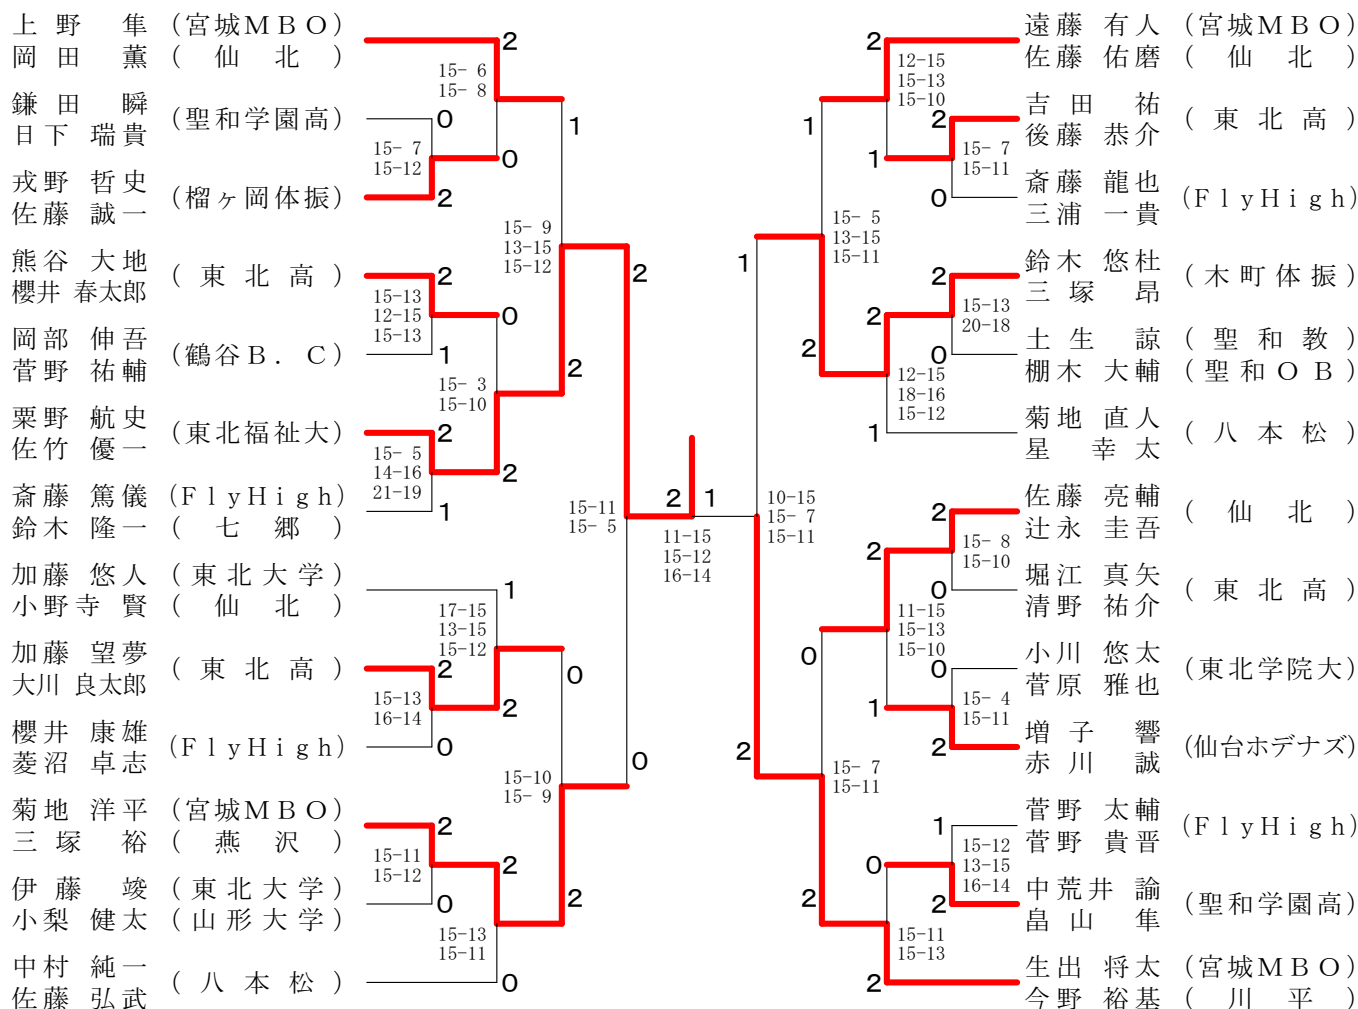 上野 隼 (宮城MBO)
岡田 薫 (仙北)
鎌田 瞬
日下 瑞貴
(聖和学園高)
戎野 哲史
佐藤 誠一
(榴ヶ岡体振)
熊谷 大地
櫻井 春太郎
(東北高)
岡部 伸吾
菅野 祐輔
(鶴谷B.C)
粟野 航史
佐竹 優一
(東北福祉大)
斎藤 篤儀 (FlyHigh)
鈴木 隆一 (七郷)
加藤 悠人 (東北大学)
小野寺 賢 (仙北)
加藤 望夢
大川 良太郎
(東北高)
櫻井 康雄
菱沼 卓志
(FlyHigh)
菊地 洋平 (宮城MBO)
三塚 裕 (燕沢)
伊藤 竣 (東北大学)
小梨 健太 (山形大学)
中村 純一
佐藤 弘武
(八本松)
2
15- 6
15- 8
0
15- 7
15-12
0
2
1
15- 9
13-15
15-12
2
15-13
12-15
15-13
0
1
15- 3
15-10
2
2
15- 5
14-16
21-19
2
1
2
15-11
15- 5
1
17-15
13-15
15-12
2
15-13
16-14
2
0
0
15-10
15- 9
0
2
15-11
15-12
2
0
2
15-13
15-11
0
2 1
11-15
15-12
16-14
遠藤 有人 (宮城MBO)
佐藤 佑磨 (仙北)
吉田 祐
後藤 恭介
(東北高)
斎藤 龍也
三浦 一貴
(FlyHigh)
鈴木 悠杜
三塚 昂
(木町体振)
土生 諒 (聖和教)
棚木 大輔 (聖和OB)
菊地 直人
星 幸太
(八本松)
佐藤 亮輔
辻永 圭吾
(仙北)
堀江 真矢
清野 祐介
(東北高)
小川 悠太
菅原 雅也
(東北学院大)
増子 響
赤川 誠
(仙台ホデナズ)
菅野 太輔
菅野 貴晋
(FlyHigh)
中荒井 諭
畠山 隼
(聖和学園高)
生出 将太 (宮城MBO)
今野 裕基 (川平)
2
12-15
15-13
15-10
2
1
15- 7
15-11
0
1
15- 5
13-15
15-11
1
2
15-13
20-18
2
0
2
12-15
18-16
15-12
1
10-15
15- 7
15-11
2
2
15- 8
15-10
0
11-15
15-13
15-10
0
0
15- 4
15-11
1
2
2
15- 7
15-11
1
15-12
13-15
16-14
0
2
2
15-11
15-13
2